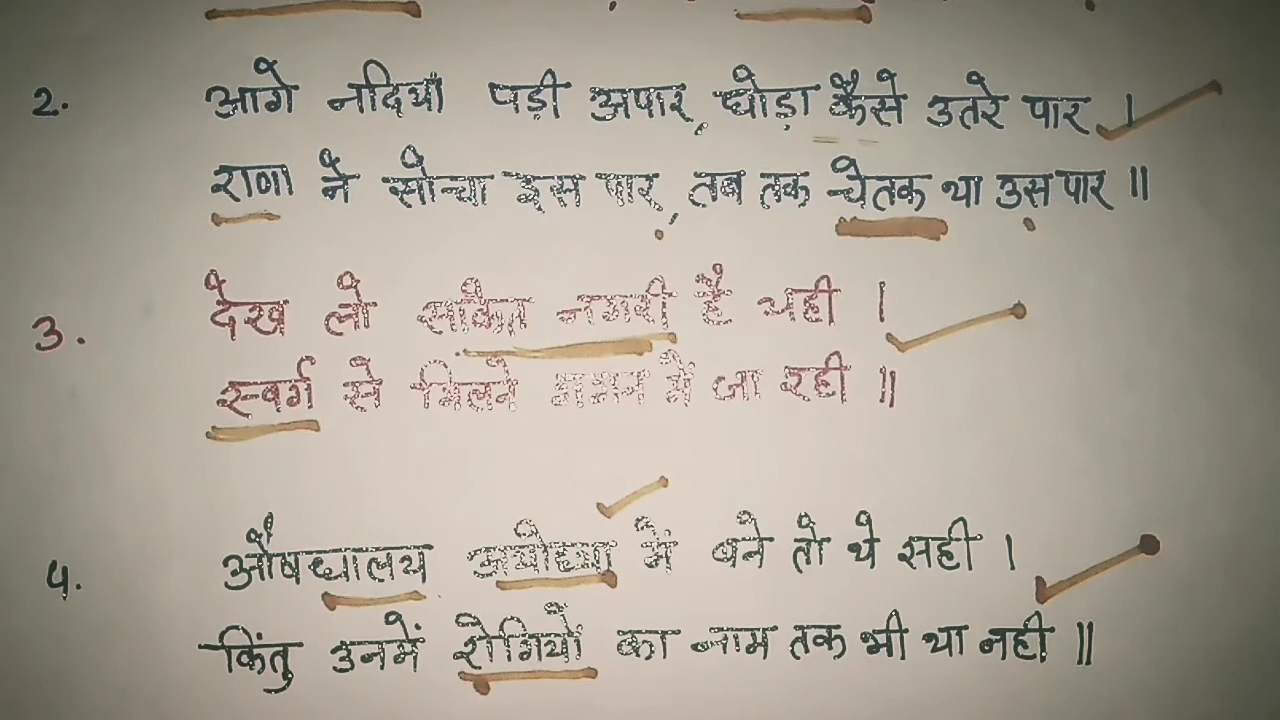 2. आगे नदियाँ पड़ी अपार, घोड़ा कैसे उतरे पार ।
राणा ने सोचा इस पार, तब तक चेतक था उस पार ॥
3. देख लो साकेत नगरी है यही ।
स्वर्ग से मिलने गगन में जा रही ॥
4. औषध्यालय अयोध्या में बने तो थे सही ।
किंतु उनमें रोगियों का नाम तक भी था नही ॥